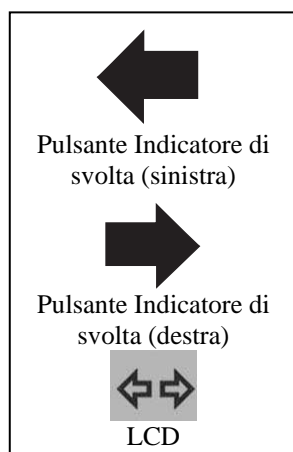 Pulsante Indicatore di
svolta (sinistra)
Pulsante Indicatore di
svolta (destra)
LCD